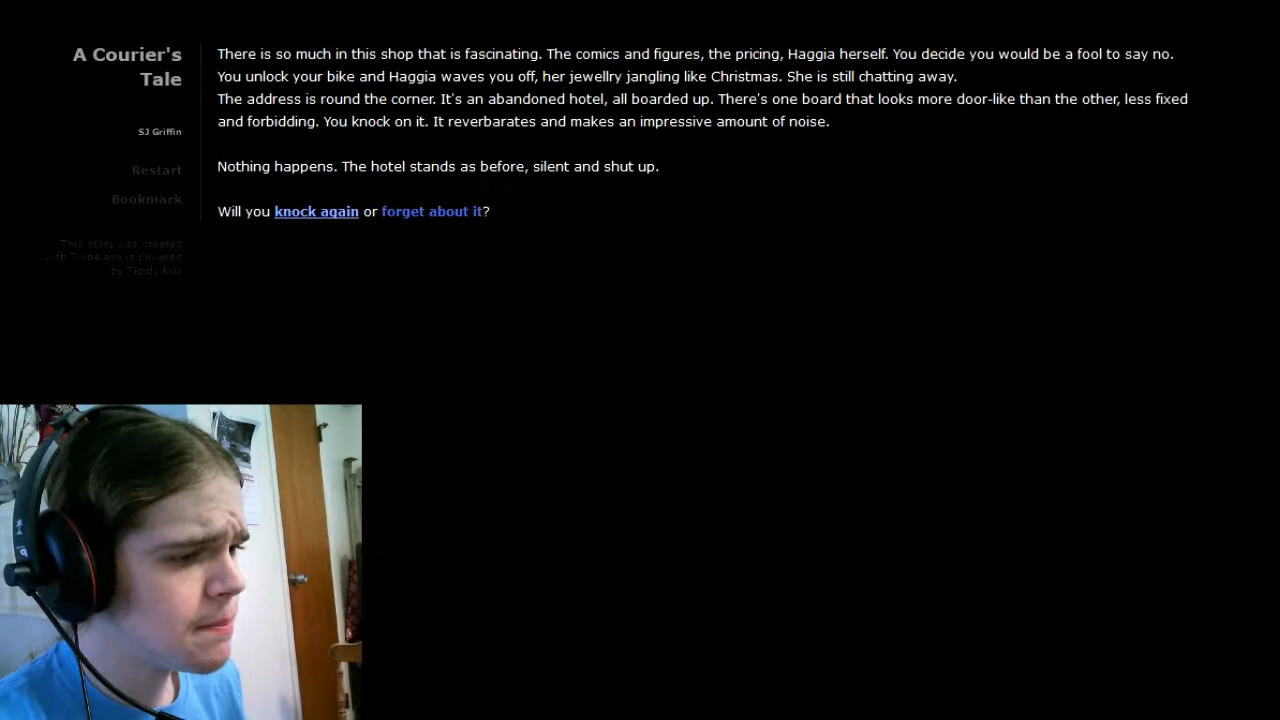 A Courier's
Tale
SJ Griffin
Restart
Bookmark
This story was created
with Twine and is powered
by TiddlyWiki
There is so much in this shop that is fascinating. The comics and figures, the pricing, Haggia herself. You decide you would be a fool to say no.
You unlock your bike and Haggia waves you off, her jewellry jangling like Christmas. She is still chatting away.
The address is round the corner. It's an abandoned hotel, all boarded up. There's one board that looks more door-like than the other, less fixed
and forbidding. You knock on it. It reverbarates and makes an impressive amount of noise.
Nothing happens. The hotel stands as before, silent and shut up.
Will you knock again or forget about it?